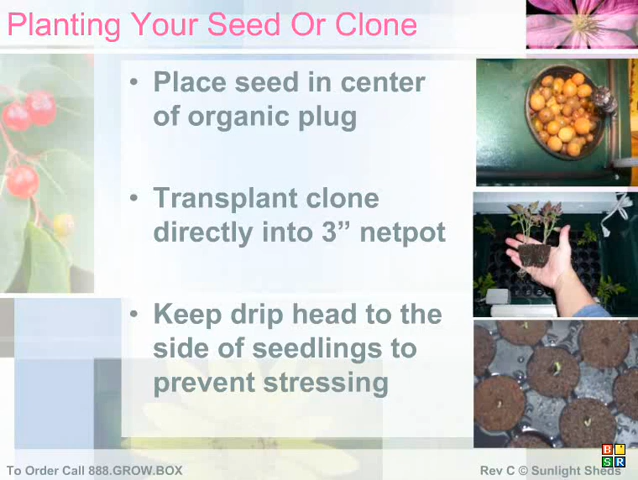 Planting Your Seed Or Clone
• Place seed in center
of organic plug
• Transplant clone
directly into 3” netpot
• Keep drip head to the
side of seedlings to
prevent stressing
To Order Call 888.GROW.BOX
Rev C © Sunlight Sheds
B
S R